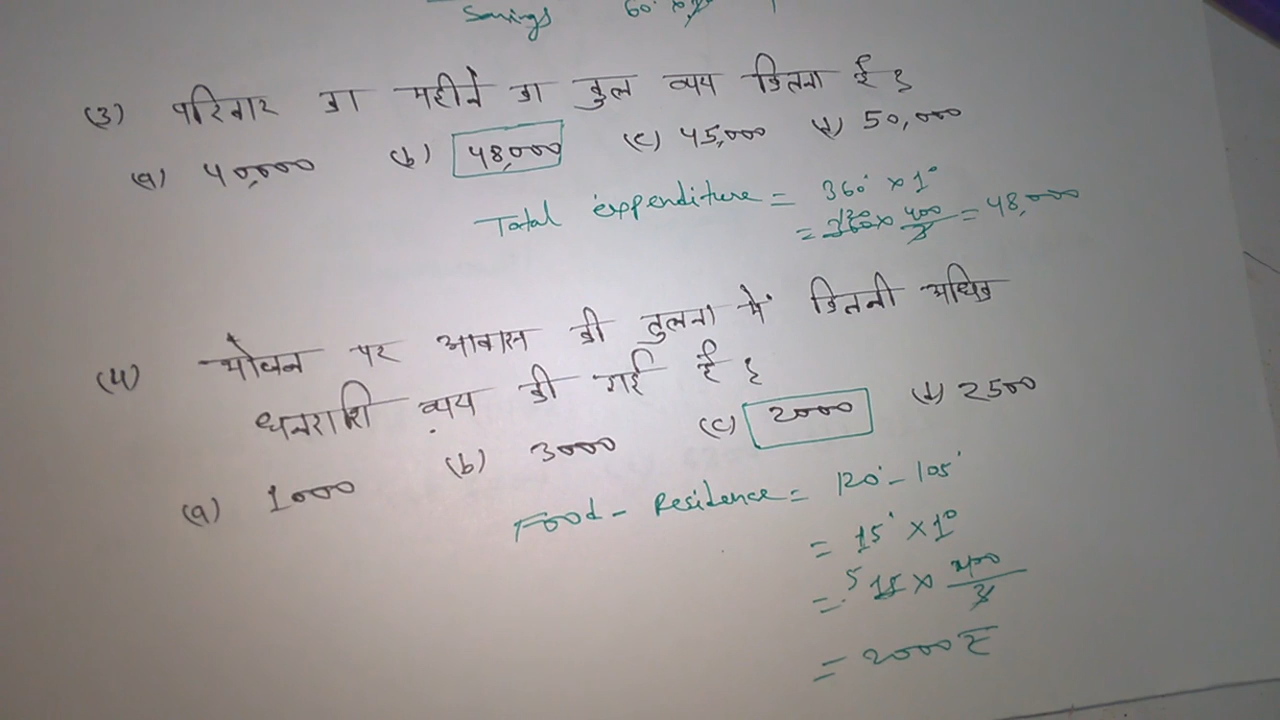 Savings 60°
(3) परिवार का महीने का कुल व्यय कितना है ?
(a) 40,000 (b) 48,000 (c) 45,000 (d) 50,000
Total expenditure = 360° × 1°
= 360 120 × 400/3 = 48,000
(4) भोजन पर आवास की तुलना में कितनी अधिक
धनराशि व्यय की गई है ?
(a) 1000 (b) 3000 (c) 2000 (d) 2500
Food - Residence = 120° - 105°
= 15° × 1°
= 5 15 × 400/3
= 2000 ₹